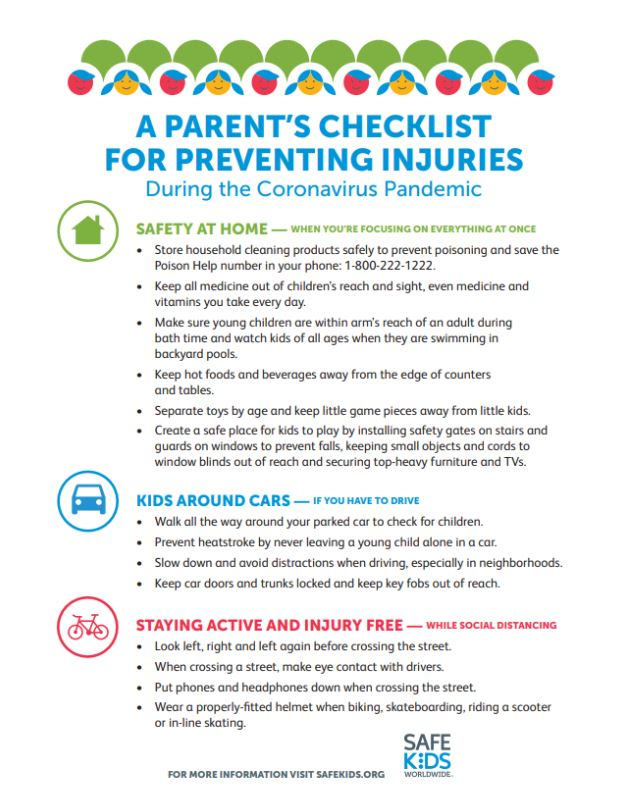 A PARENT'S CHECKLIST
FOR PREVENTING INJURIES
During the Coronavirus Pandemic
SAFETY AT HOME — WHEN YOU'RE FOCUSING ON EVERYTHING AT ONCE
• Store household cleaning products safely to prevent poisoning and save the
Poison Help number in your phone: 1-800-222-1222.
• Keep all medicine out of children's reach and sight, even medicine and
vitamins you take every day.
• Make sure young children are within arm's reach of an adult during
bath time and watch kids of all ages when they are swimming in
backyard pools.
• Keep hot foods and beverages away from the edge of counters
and tables.
• Separate toys by age and keep little game pieces away from little kids.
• Create a safe place for kids to play by installing safety gates on stairs and
guards on windows to prevent falls, keeping small objects and cords to
window blinds out of reach and securing top-heavy furniture and TVs.
KIDS AROUND CARS — IF YOU HAVE TO DRIVE
• Walk all the way around your parked car to check for children.
• Prevent heatstroke by never leaving a young child alone in a car.
• Slow down and avoid distractions when driving, especially in neighborhoods.
• Keep car doors and trunks locked and keep key fobs out of reach.
STAYING ACTIVE AND INJURY FREE — WHILE SOCIAL DISTANCING
• Look left, right and left again before crossing the street.
• When crossing a street, make eye contact with drivers.
• Put phones and headphones down when crossing the street.
• Wear a properly-fitted helmet when biking, skateboarding, riding a scooter
or in-line skating.
SAFE
KIDS
WORLDWIDE
FOR MORE INFORMATION VISIT SAFEKIDS.ORG